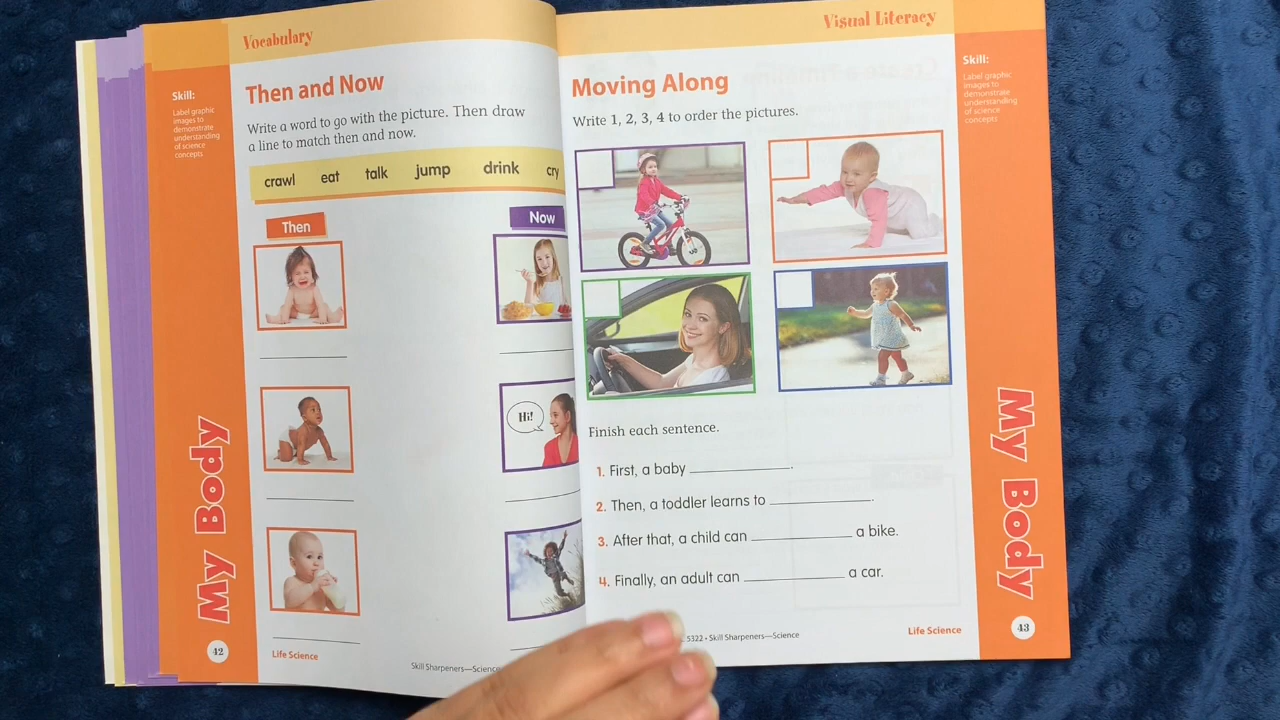 Vocabulary
Skill:
Label graphic
images to
demonstrate
understanding
of science
concepts
Then and Now
Write a word to go with the picture. Then draw
a line to match then and now.
crawl eat talk jump drink cry
Then
Now
Hi!
My Body
42
Life Science
Skill Sharpeners—Science
Visual Literacy
Skill:
Label graphic
images to
demonstrate
understanding
of science
concepts
Moving Along
Write 1, 2, 3, 4 to order the pictures.
Finish each sentence.
1. First, a baby ____________.
2. Then, a toddler learns to ____________.
3. After that, a child can ____________ a bike.
4. Finally, an adult can ____________ a car.
5322 • Skill Sharpeners—Science
Life Science
My Body
43